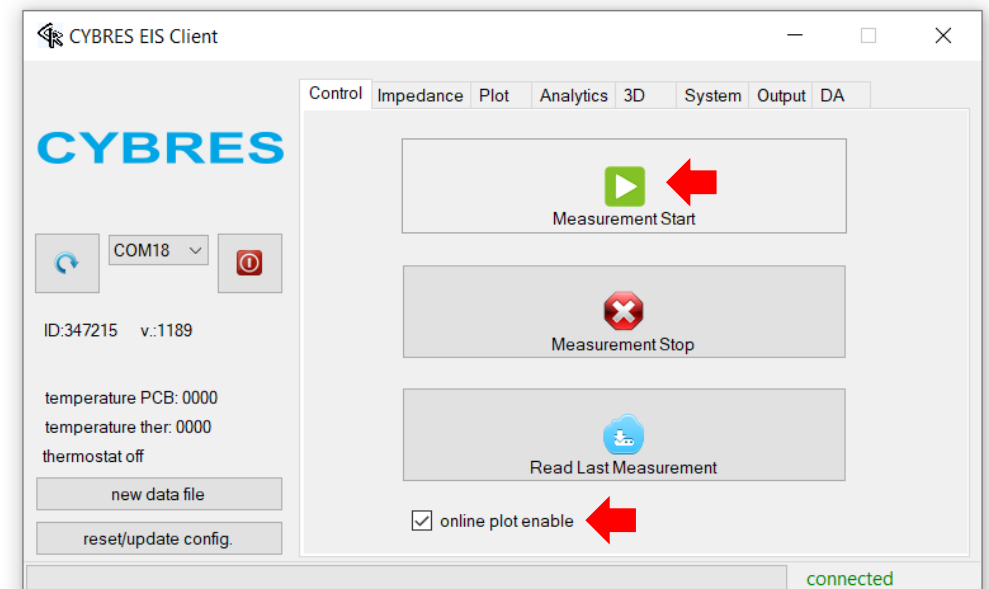 CYBRES EIS Client
Control Impedance Plot Analytics 3D System Output DA
CYBRES
Measurement Start
COM18
ID:347215 v.:1189
Measurement Stop
temperature PCB: 0000
temperature ther: 0000
thermostat off
Read Last Measurement
new data file
online plot enable
reset/update config.
connected